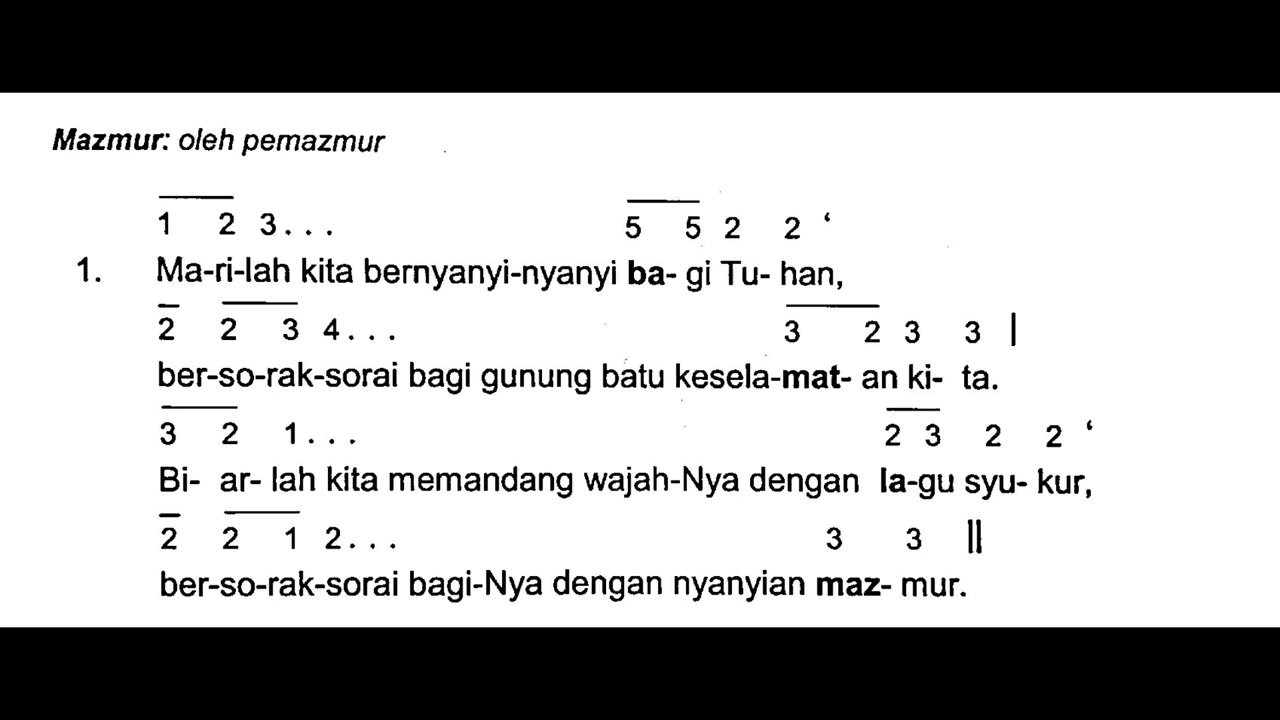 Mazmur: oleh pemazmur
1 2 3... 5 5 2 2 ‘
1. Ma-ri-lah kita bernyanyi-nyanyi ba- gi Tu- han,
2 2 3 4... 3 2 3 3 |
ber-so-rak-sorai bagi gunung batu kesela-mat- an ki- ta.
3 2 1... 2 3 2 2 ‘
Bi- ar- lah kita memandang wajah-Nya dengan la-gu syu- kur,
2 2 1 2... 3 3 ||
ber-so-rak-sorai bagi-Nya dengan nyanyian maz- mur.